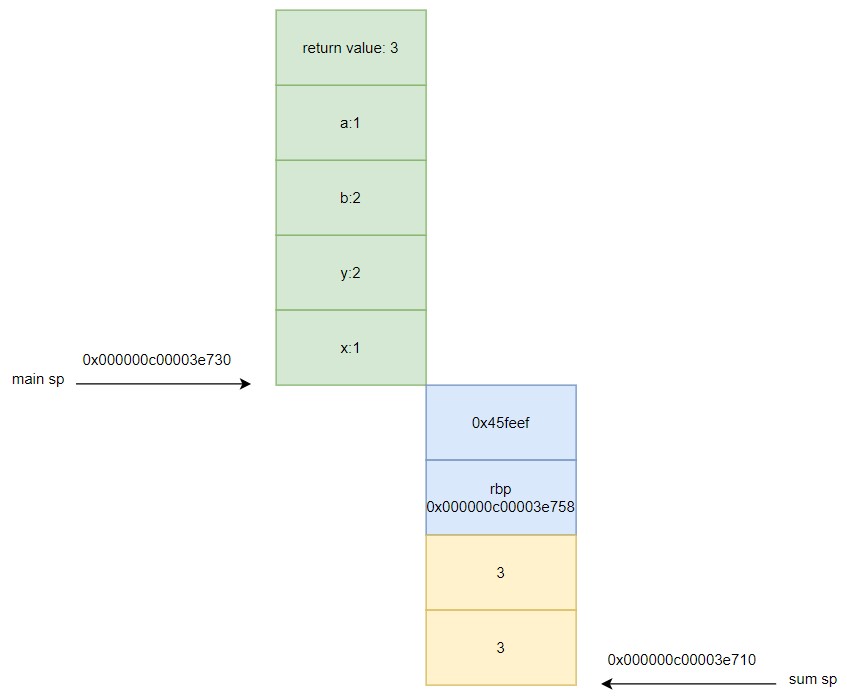 return value: 3
a:1
b:2
y:2
x:1
0x000000c00003e730
main sp
0x45feef
rbp
0x000000c00003e758
3
3
0x000000c00003e710
sum sp